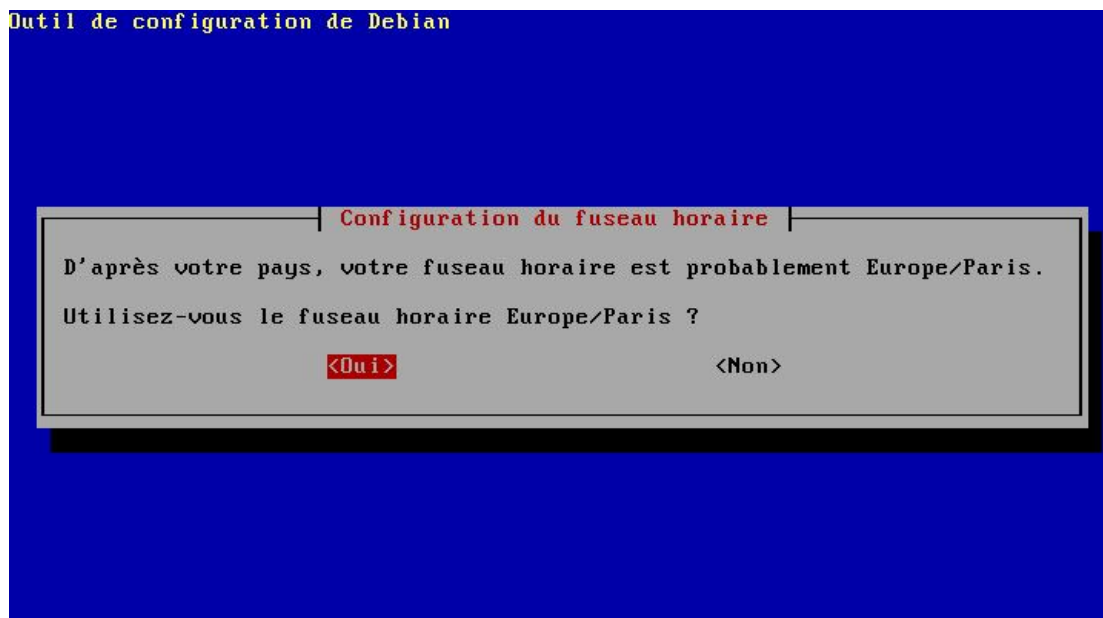 Outil de configuration de Debian
Configuration du fuseau horaire
D'après votre pays, votre fuseau horaire est probablement Europe/Paris.
Utilisez-vous le fuseau horaire Europe/Paris ?
<Oui> <Non>